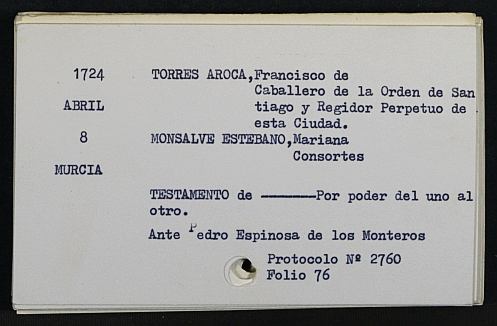 1724 TORRES AROCA,Francisco de
Caballero de la Orden de San
ABRIL tiago y Regidor Perpetuo de
esta Ciudad.
8 MONSALVE ESTEBANO,Mariana
Consortes
MURCIA
TESTAMENTO de ———Por poder del uno al
otro.
Ante Pedro Espinosa de los Monteros
Protocolo Nº 2760
Folio 76